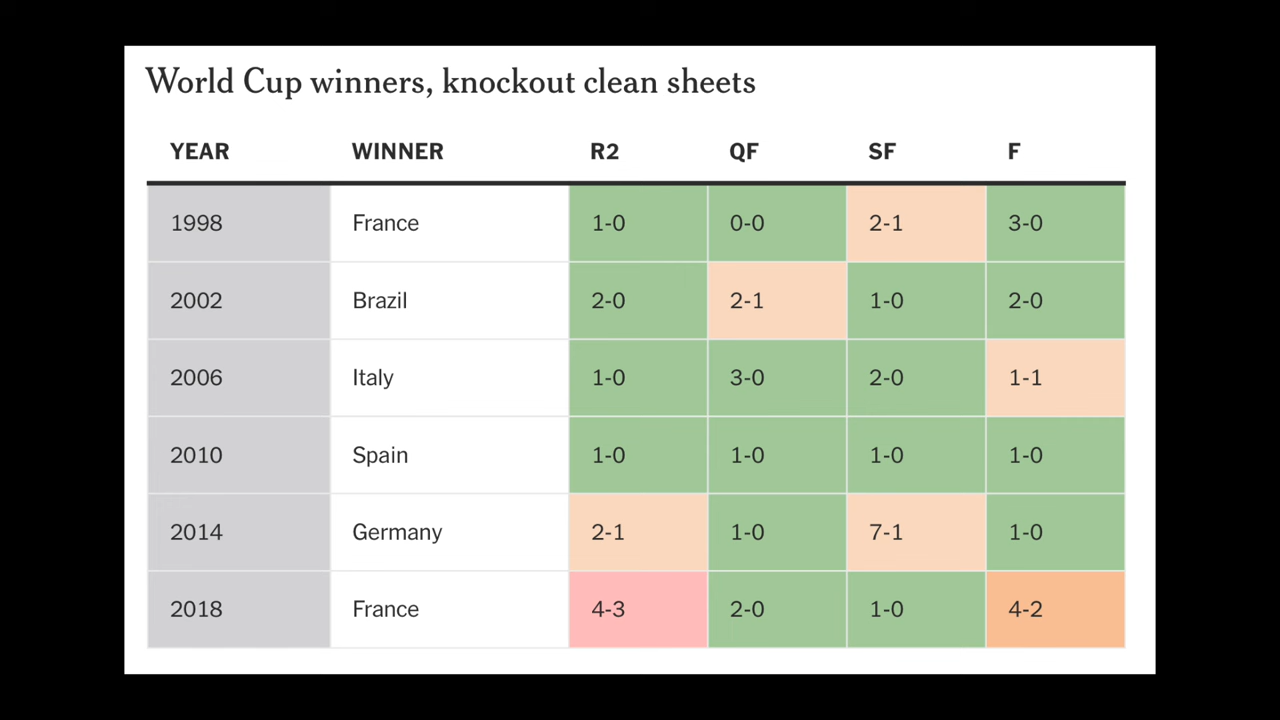 World Cup winners, knockout clean sheets
YEAR WINNER R2 QF SF F
1998 France 1-0 0-0 2-1 3-0
2002 Brazil 2-0 2-1 1-0 2-0
2006 Italy 1-0 3-0 2-0 1-1
2010 Spain 1-0 1-0 1-0 1-0
2014 Germany 2-1 1-0 7-1 1-0
2018 France 4-3 2-0 1-0 4-2